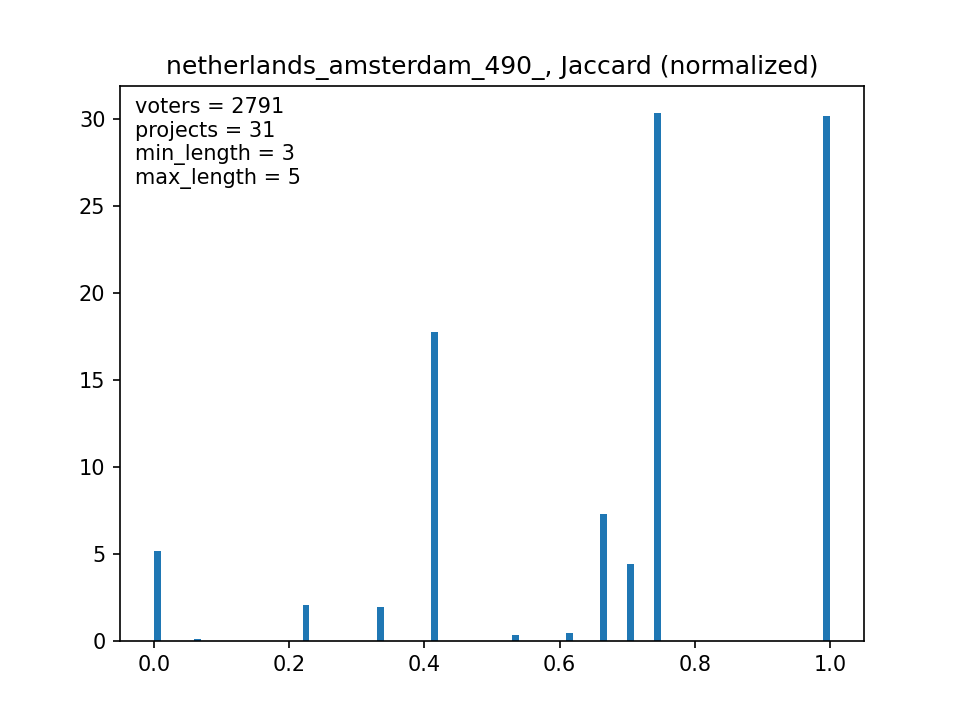 netherlands_amsterdam_490_, Jaccard (normalized)
voters = 2791
projects = 31
min_length = 3
max_length = 5
30
25
20
15
10
5
0
0.0 0.2 0.4 0.6 0.8 1.0